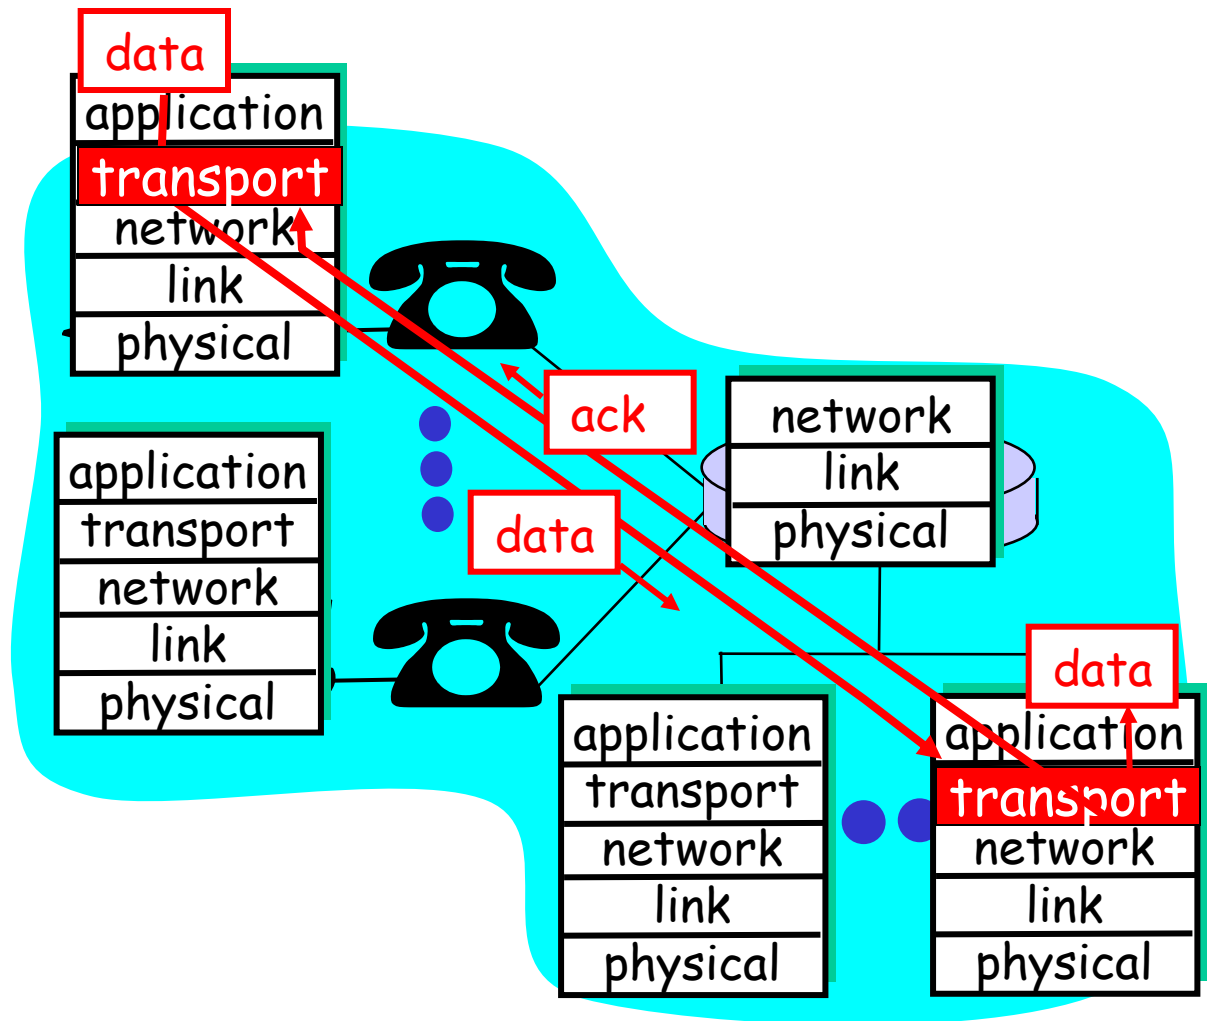 data
application
transport
network
link
physical
application
transport
network
link
physical
ack
data
network
link
physical
application
transport
network
link
physical
data
application
transport
network
link
physical